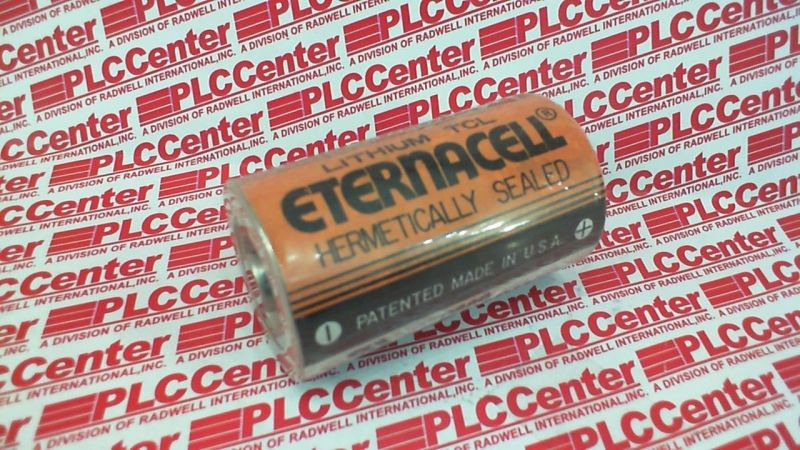 LITHIUM TCL
ETERNACELL®
HERMETICALLY SEALED
PATENTED MADE IN U.S.A.
PLCCenter
A DIVISION OF RADWELL INTERNATIONAL,INC.